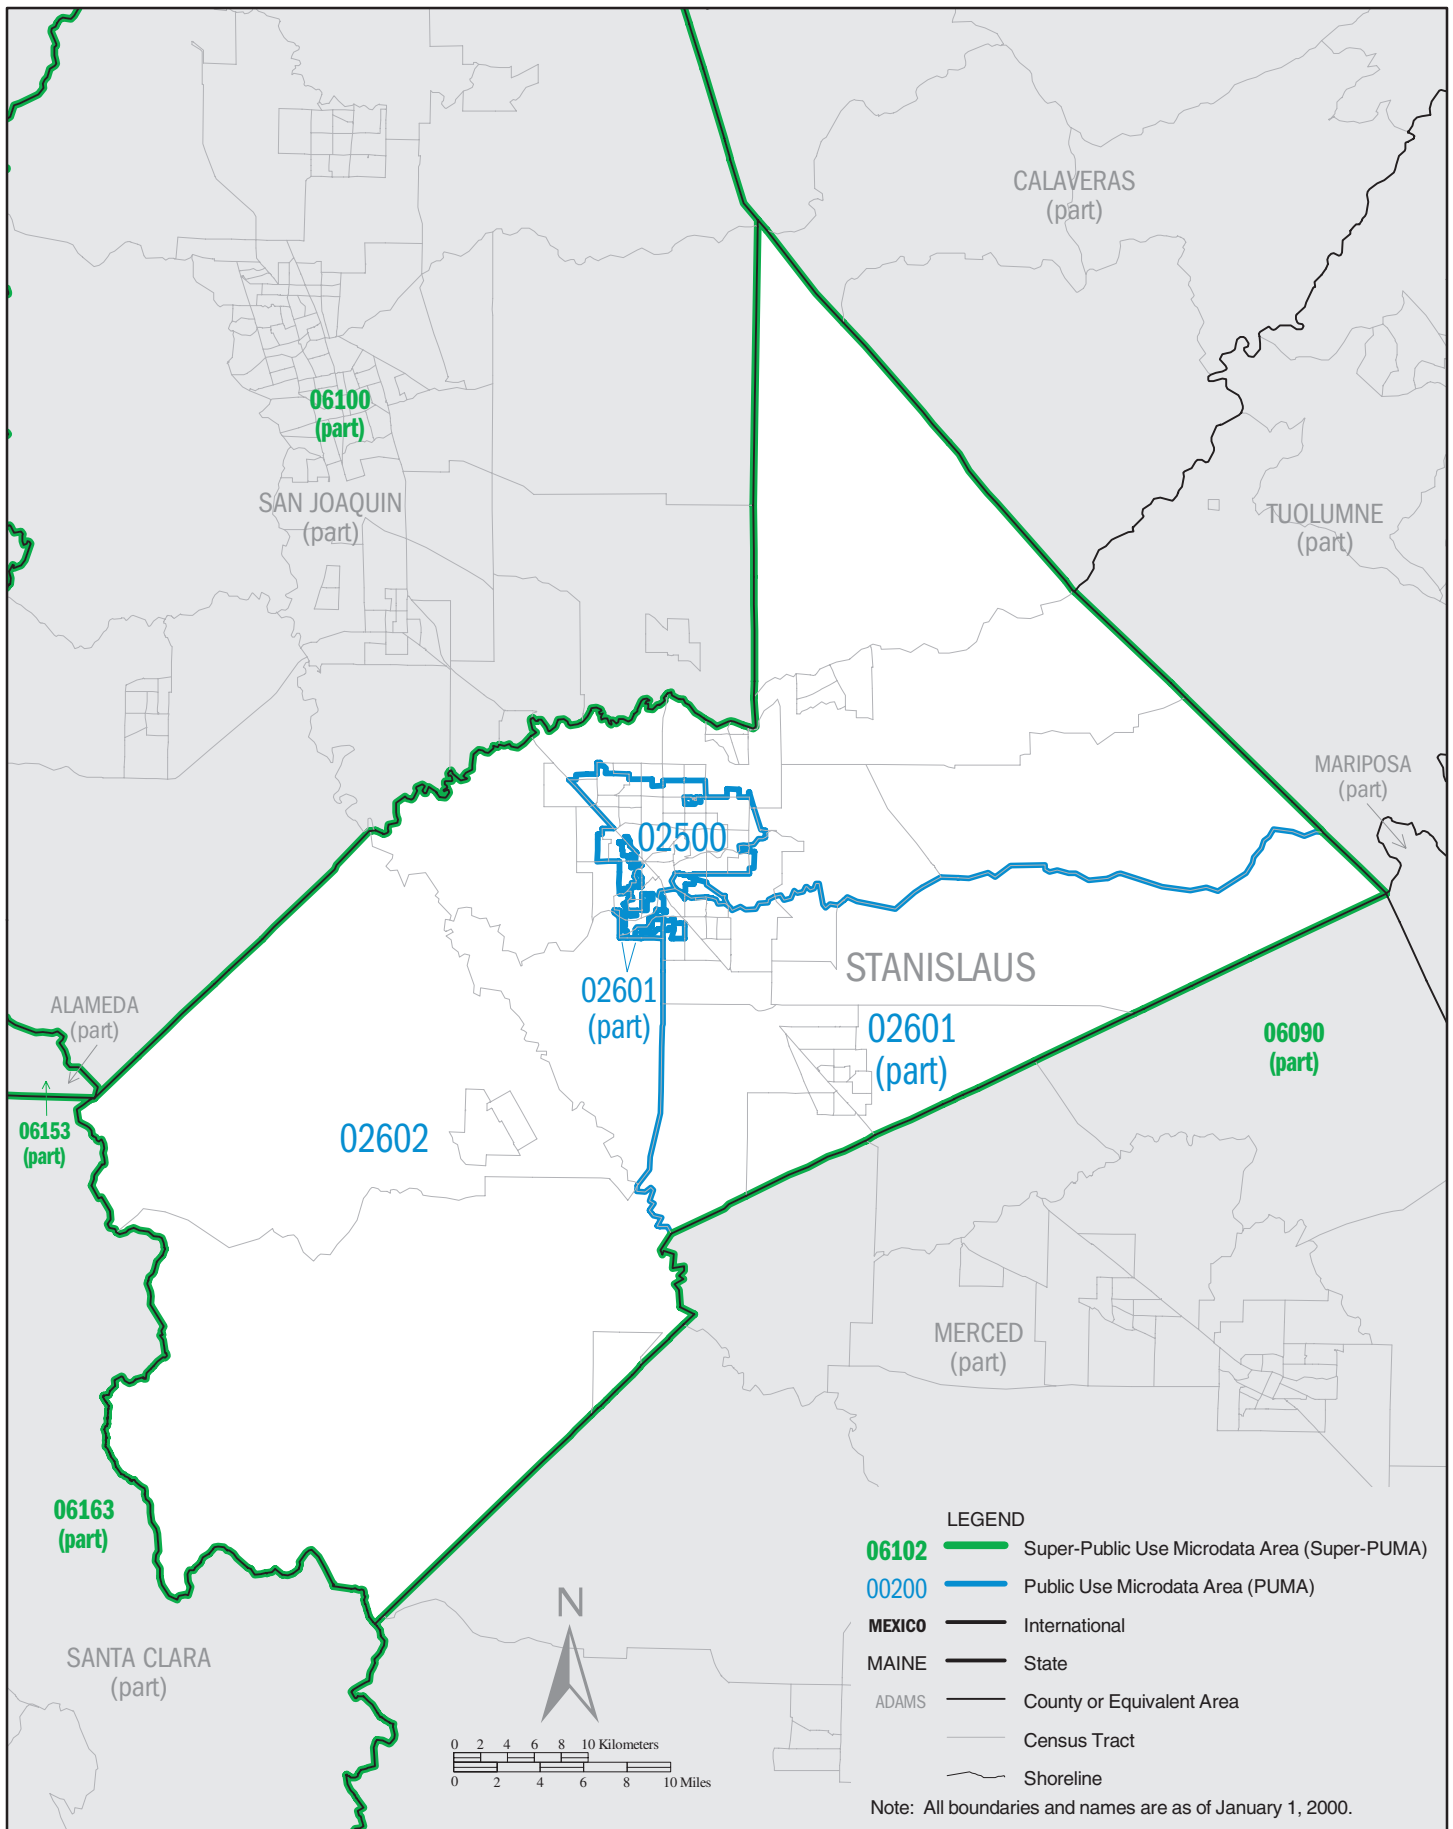 CALAVERAS
(part)
06100
(part)
SAN JOAQUIN
(part)
TUOLUMNE
(part)
MARIPOSA
(part)
02500
STANISLAUS
02601
(part)
02601
(part)
ALAMEDA
(part)
06090
(part)
06153
(part)
02602
MERCED
(part)
06163
(part)
SANTA CLARA
(part)
N
0 2 4 6 8 10 Kilometers
0 2 4 6 8 10 Miles
LEGEND
06102 Super-Public Use Microdata Area (Super-PUMA)
00200 Public Use Microdata Area (PUMA)
MEXICO International
MAINE State
ADAMS County or Equivalent Area
Census Tract
Shoreline
Note: All boundaries and names are as of January 1, 2000.